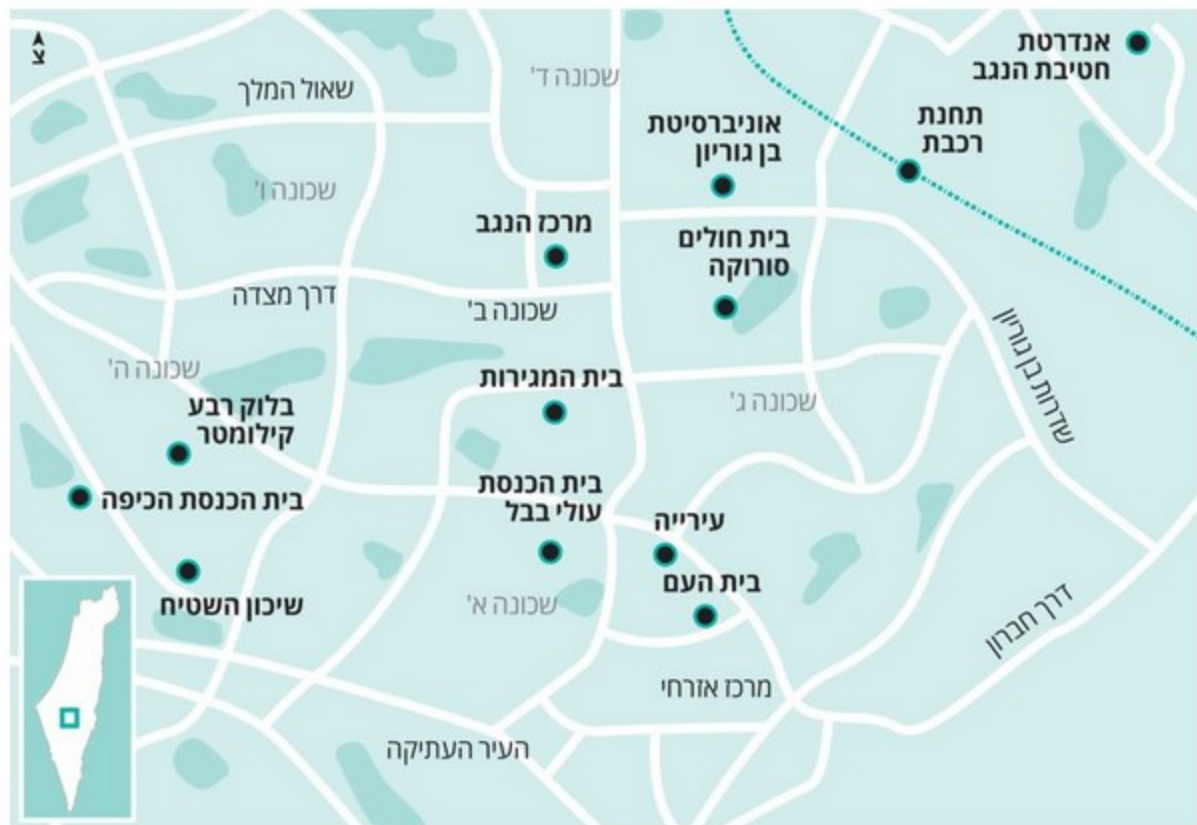 אנדרטת
חטיבת הנגב
צ
שכונה ד'
שאול המלך
תחנת
רכבת
אוניברסיטת
בן גוריון
שכונה ו'
מרכז הנגב
בית חולים
סורוקה
דרך מצדה
שכונה ב'
שדרות בן גוריון
שכונה ה'
בית המגירות
שכונה ג'
בלוק רבע
קילומטר
בית הכנסת הכיפה
בית הכנסת
עולי בבל
עירייה
בית העם
שיכון השטיח
שכונה א'
דרך חברון
מרכז אזרחי
העיר העתיקה